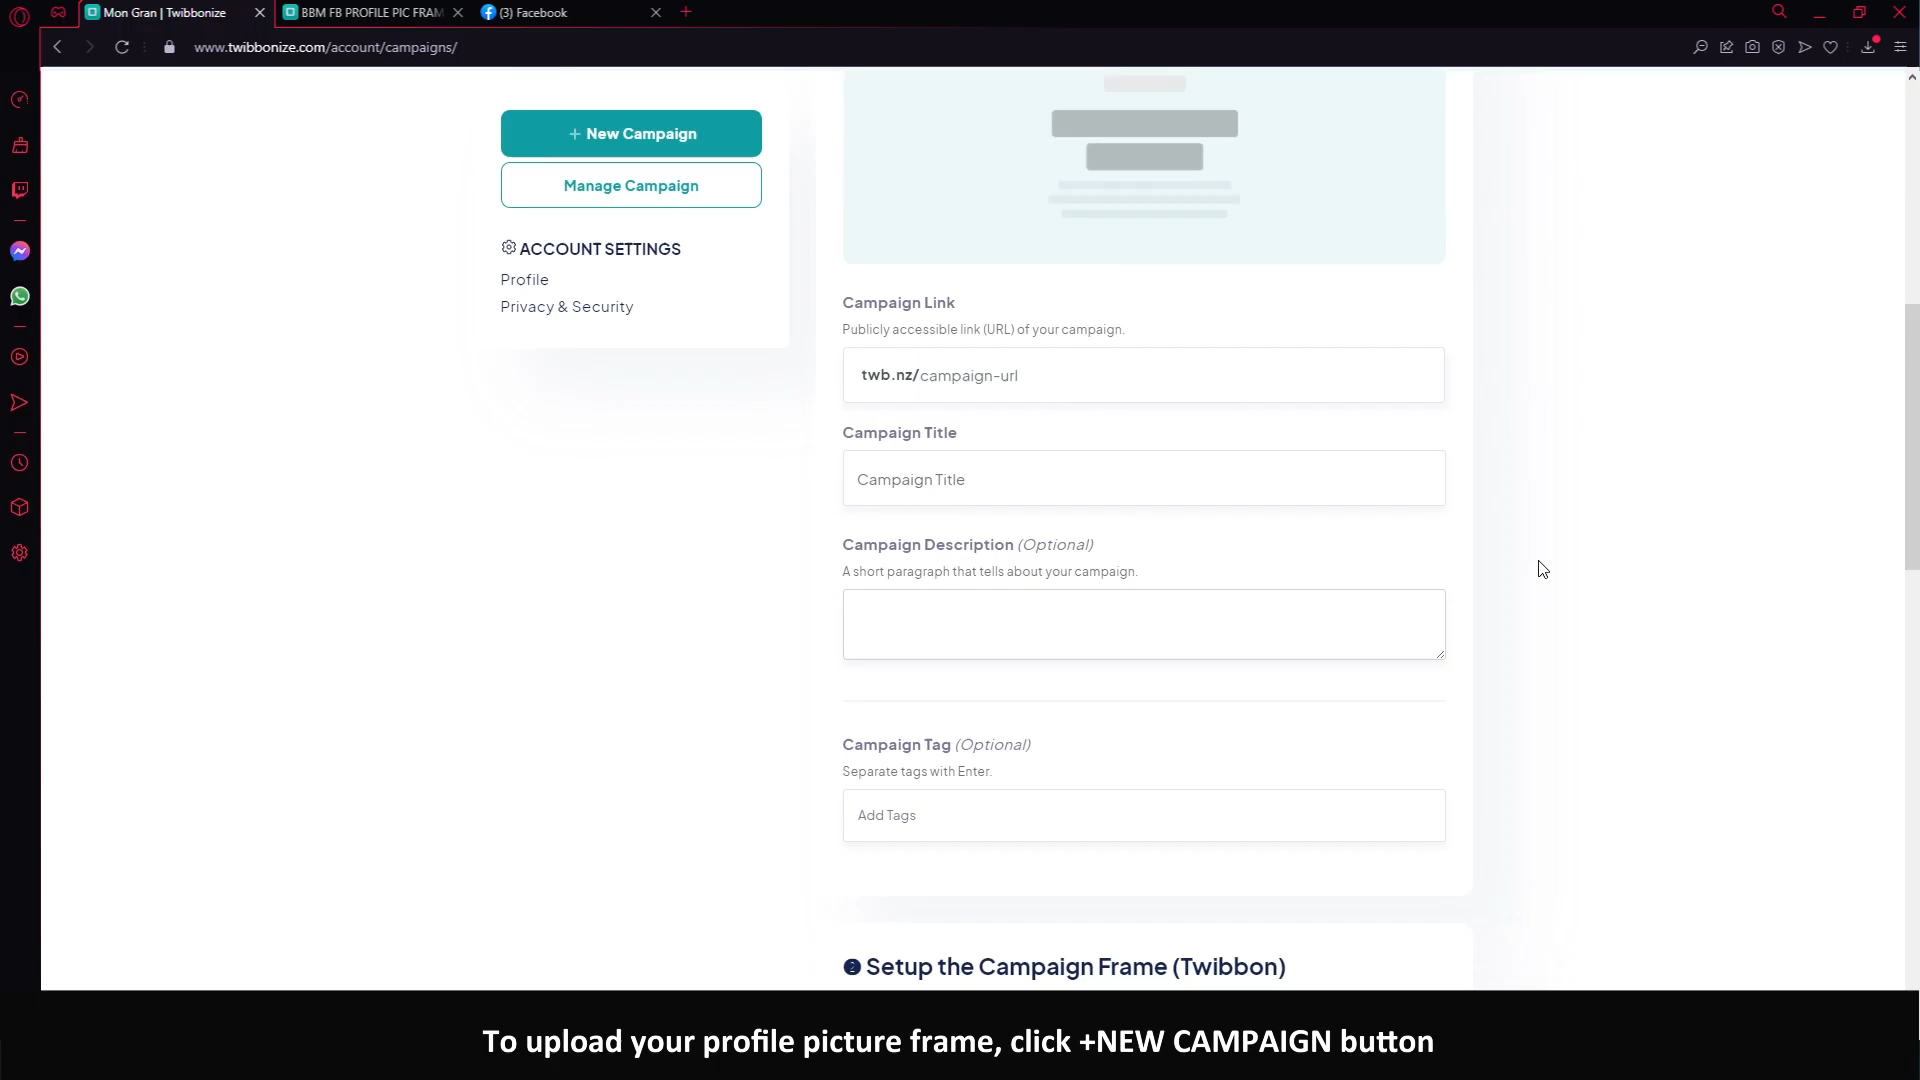 Mon Gran | Twibbonize
BBM FB PROFILE PIC FRAM
(3) Facebook
www.twibbonize.com/account/campaigns/
+ New Campaign
Manage Campaign
ACCOUNT SETTINGS
Profile
Privacy & Security
Campaign Link
Publicly accessible link (URL) of your campaign.
twb.nz/campaign-url
Campaign Title
Campaign Title
Campaign Description (Optional)
A short paragraph that tells about your campaign.
Campaign Tag (Optional)
Separate tags with Enter.
Add Tags
❷ Setup the Campaign Frame (Twibbon)
To upload your profile picture frame, click +NEW CAMPAIGN button